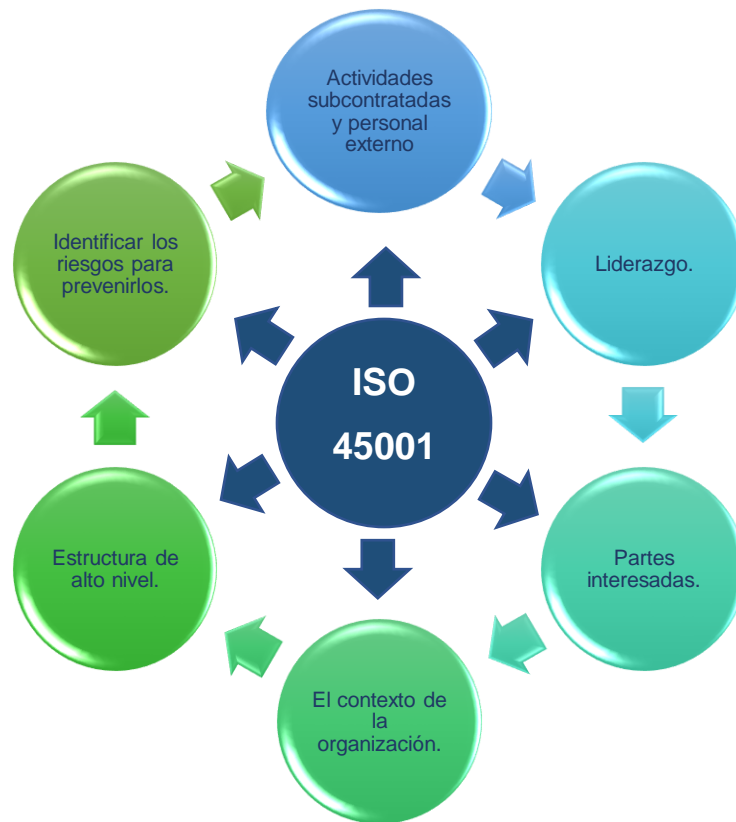 Actividades
subcontratadas
y personal
externo
Identificar los
riesgos para
prevenirlos.
Liderazgo.
ISO
45001
Estructura de
alto nivel.
Partes
interesadas.
El contexto de
la
organización.